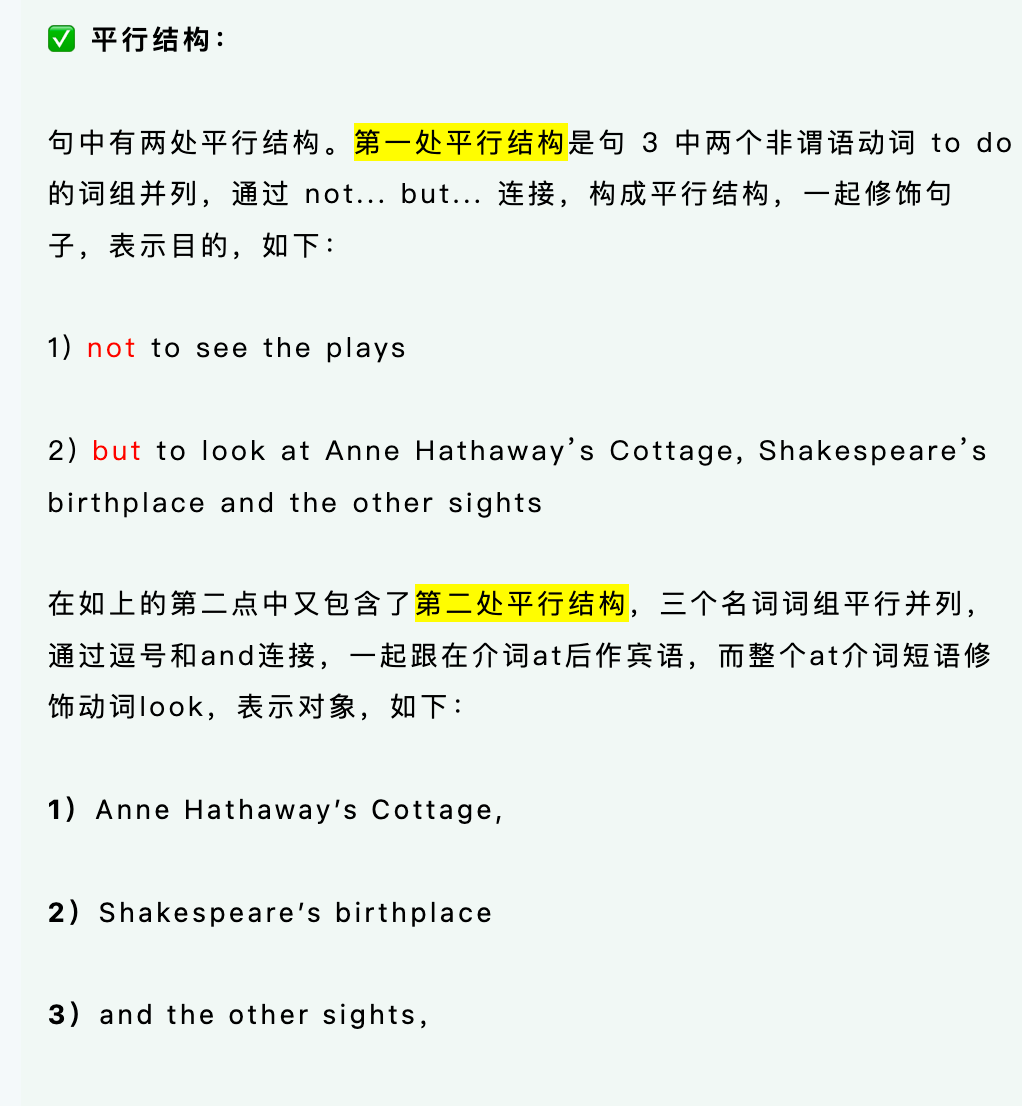 ✅ 平行结构：
句中有两处平行结构。第一处平行结构是句 3 中两个非谓语动词 to do
的词组并列，通过 not... but... 连接，构成平行结构，一起修饰句
子，表示目的，如下：
1) not to see the plays
2) but to look at Anne Hathaway’s Cottage, Shakespeare’s
birthplace and the other sights
在如上的第二点中又包含了第二处平行结构，三个名词词组平行并列，
通过逗号和and连接，一起跟在介词at后作宾语，而整个at介词短语修
饰动词look，表示对象，如下：
1）Anne Hathaway's Cottage,
2）Shakespeare's birthplace
3）and the other sights,